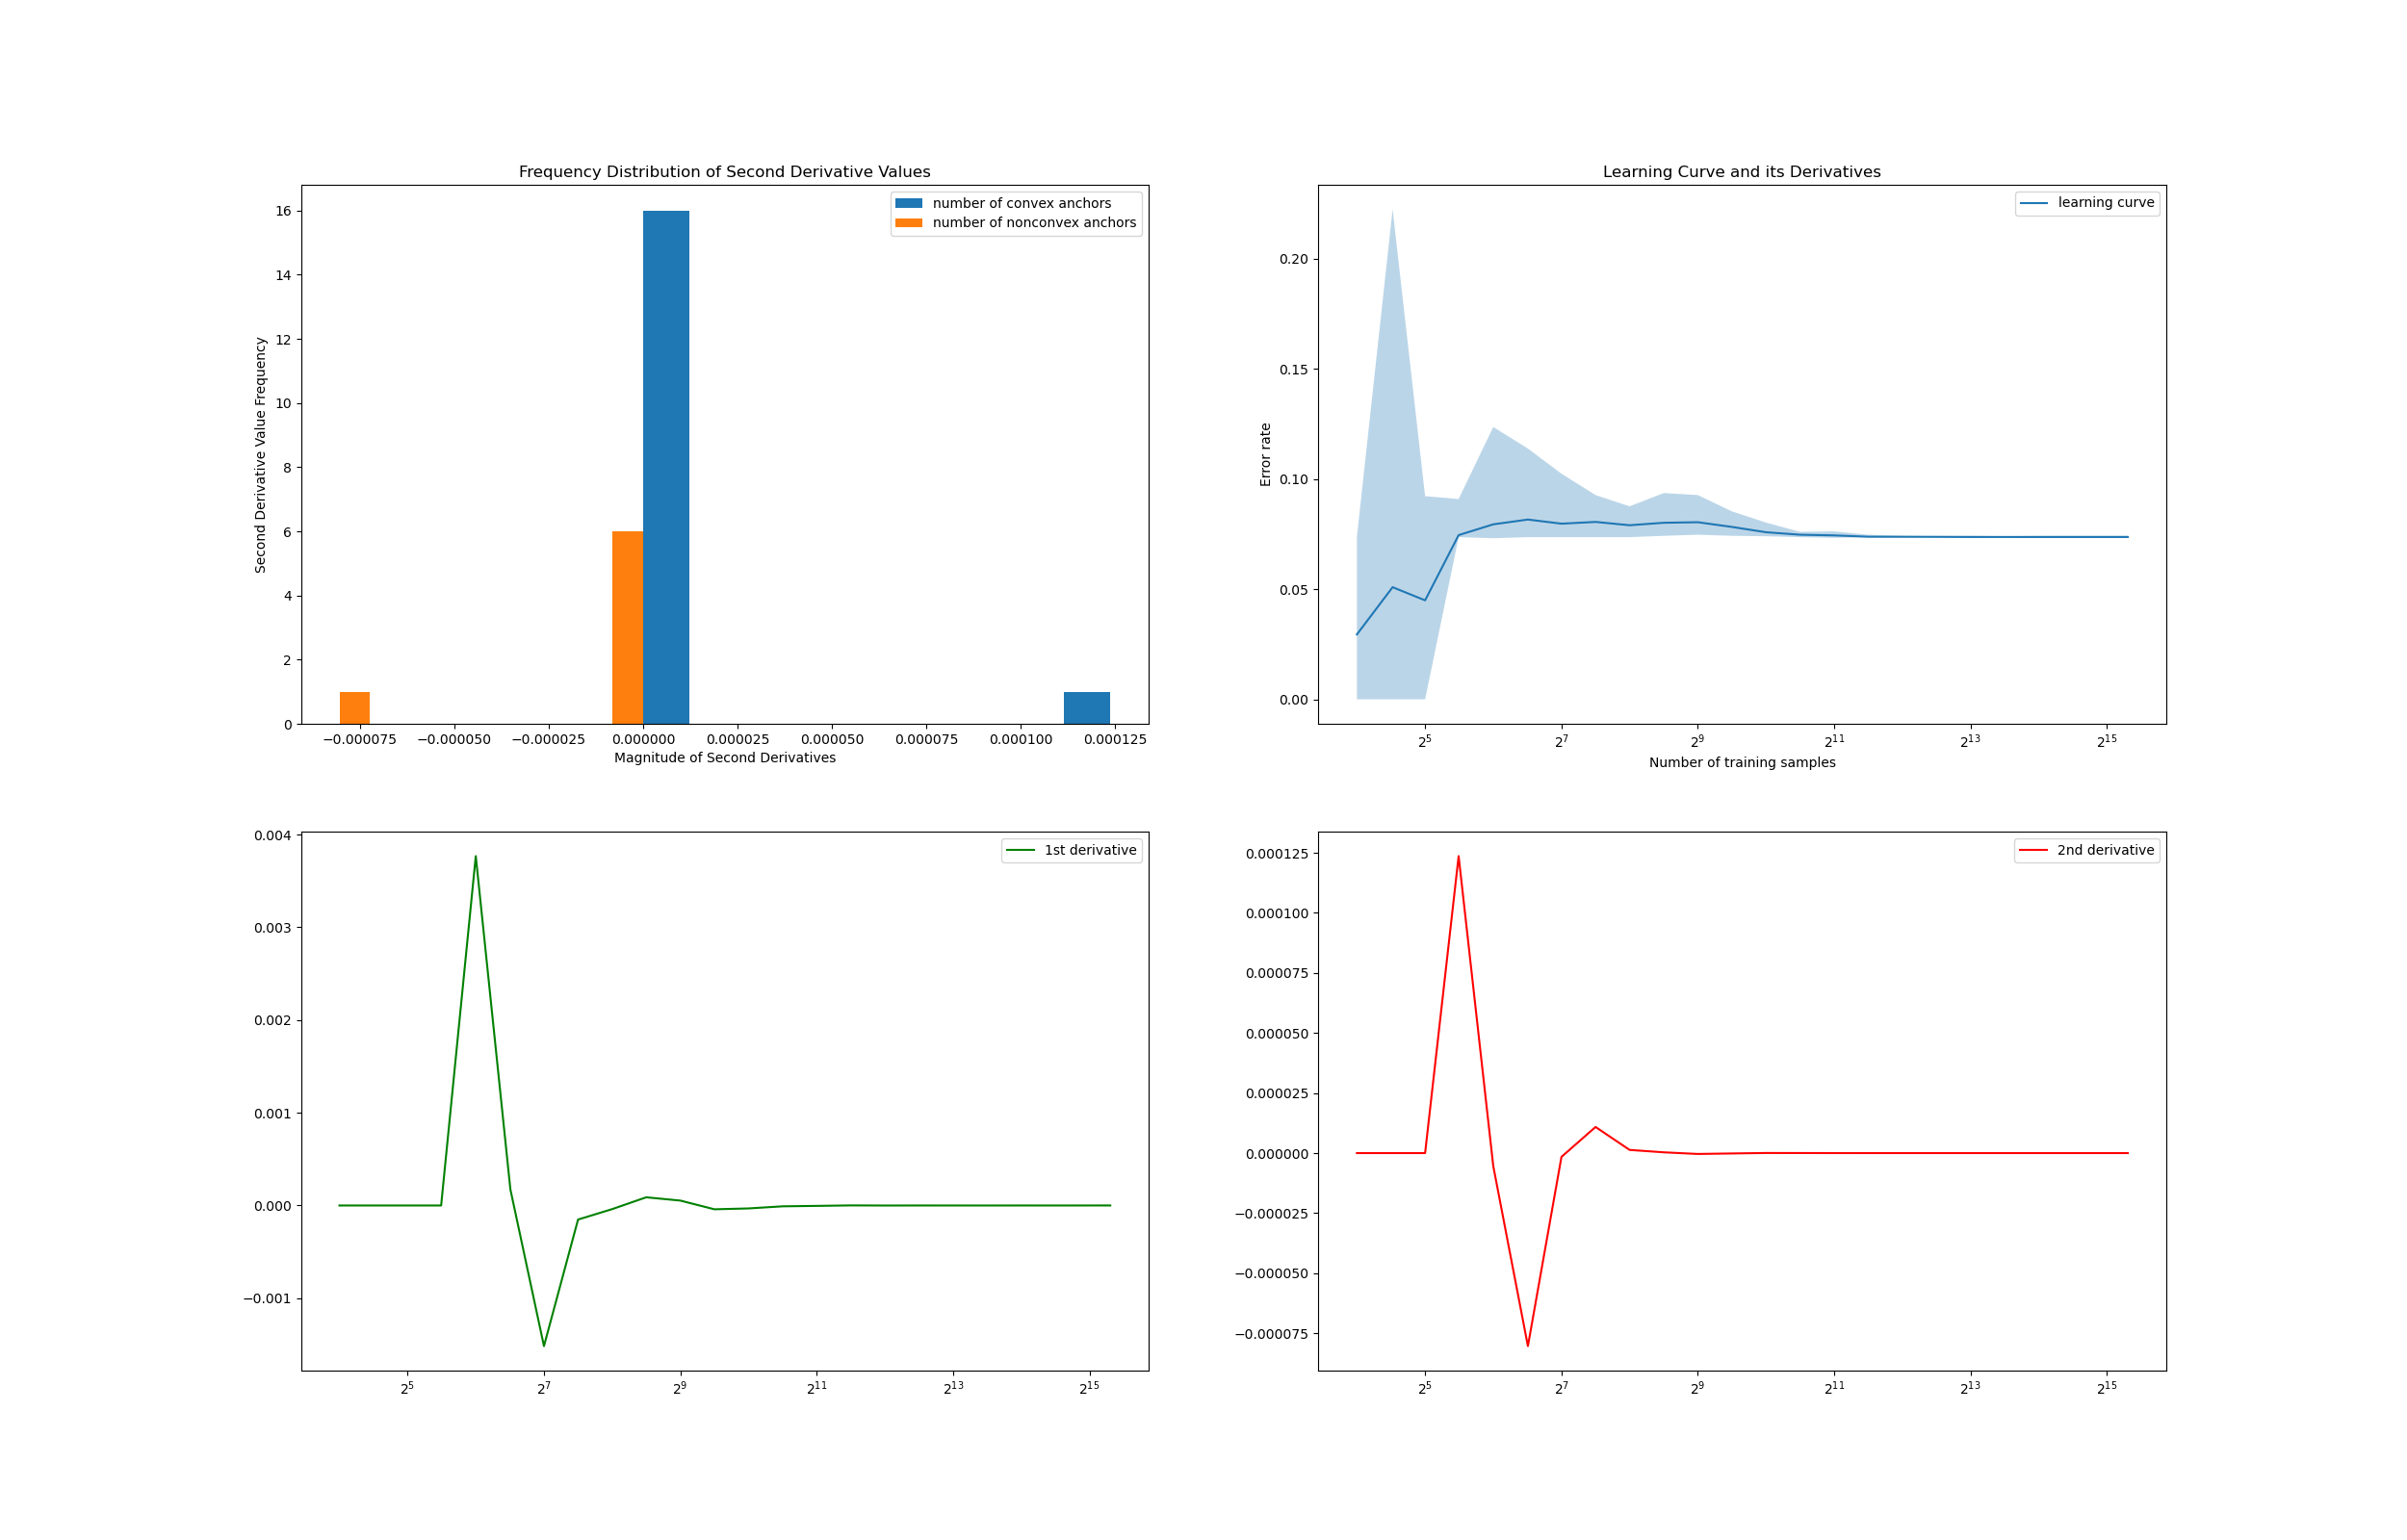 Frequency Distribution of Second Derivative Values
number of convex anchors
number of nonconvex anchors
16
14
12
10
8
6
4
2
0
Second Derivative Value Frequency
−0.000075 −0.000050 −0.000025 0.000000 0.000025 0.000050 0.000075 0.000100 0.000125
Magnitude of Second Derivatives
Learning Curve and its Derivatives
learning curve
0.20
0.15
0.10
0.05
0.00
Error rate
2^5 2^7 2^9 2^11 2^13 2^15
Number of training samples
1st derivative
0.004
0.003
0.002
0.001
0.000
−0.001
2^5 2^7 2^9 2^11 2^13 2^15
2nd derivative
0.000125
0.000100
0.000075
0.000050
0.000025
0.000000
−0.000025
−0.000050
−0.000075
2^5 2^7 2^9 2^11 2^13 2^15